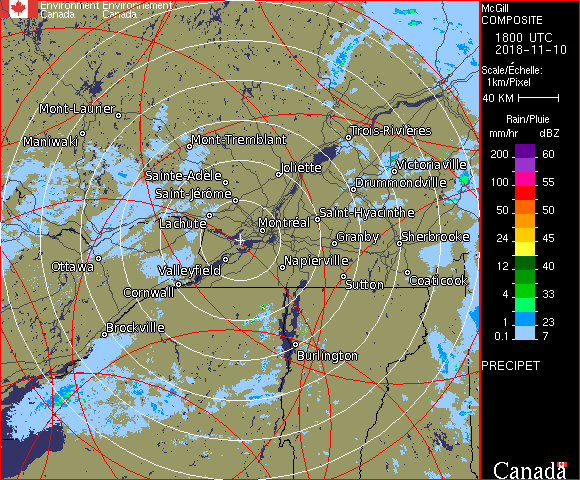 Environment Environnement
Canada Canada
McGill
COMPOSITE
1800 UTC
2018-11-10
Scale/Échelle:
1km/Pixel
40 KM
Rain/Pluie
mm/hr dBZ
200 60
100 55
50 50
24 45
12 40
4 33
1 23
0.1 7
PRECIPET
Mont-Laurier
Maniwaki
Mont-Tremblant
Trois-Rivières
Joliette
Victoriaville
Sainte-Adèle
Drummondville
Saint-Jérôme
Lachute
Saint-Hyacinthe
Montréal
Granby
Sherbrooke
Ottawa
Valleyfield
Napierville
Cornwall
Sutton
Coaticook
Brockville
Burlington
Canada